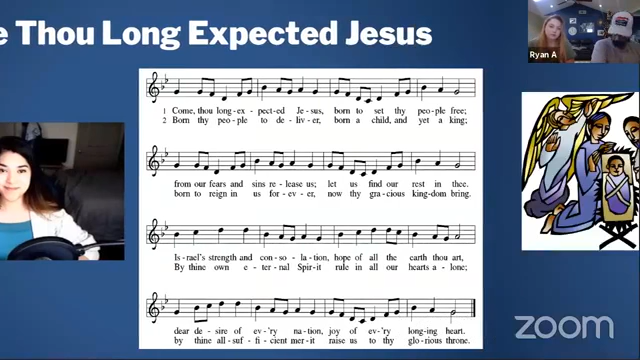 e Thou Long Expected Jesus
Ryan A
1 Come, thou long-ex - pect-ed Je-sus, born to set thy peo-ple free;
2 Born thy peo-ple to de-liv-er, born a child, and yet a king;
from our fears and sins re-lease us; let us find our rest in thee.
born to reign in us for-ev-er, now thy gra-cious king-dom bring.
Is-rael's strength and con-so-la-tion, hope of all the earth thou art,
By thine own e-ter-nal Spir-it rule in all our hearts a-lone;
dear de-sire of ev-'ry na-tion, joy of ev-'ry long-ing heart.
by thine all-suf-fi-cient mer-it raise us to thy glo-rious throne.
zoom